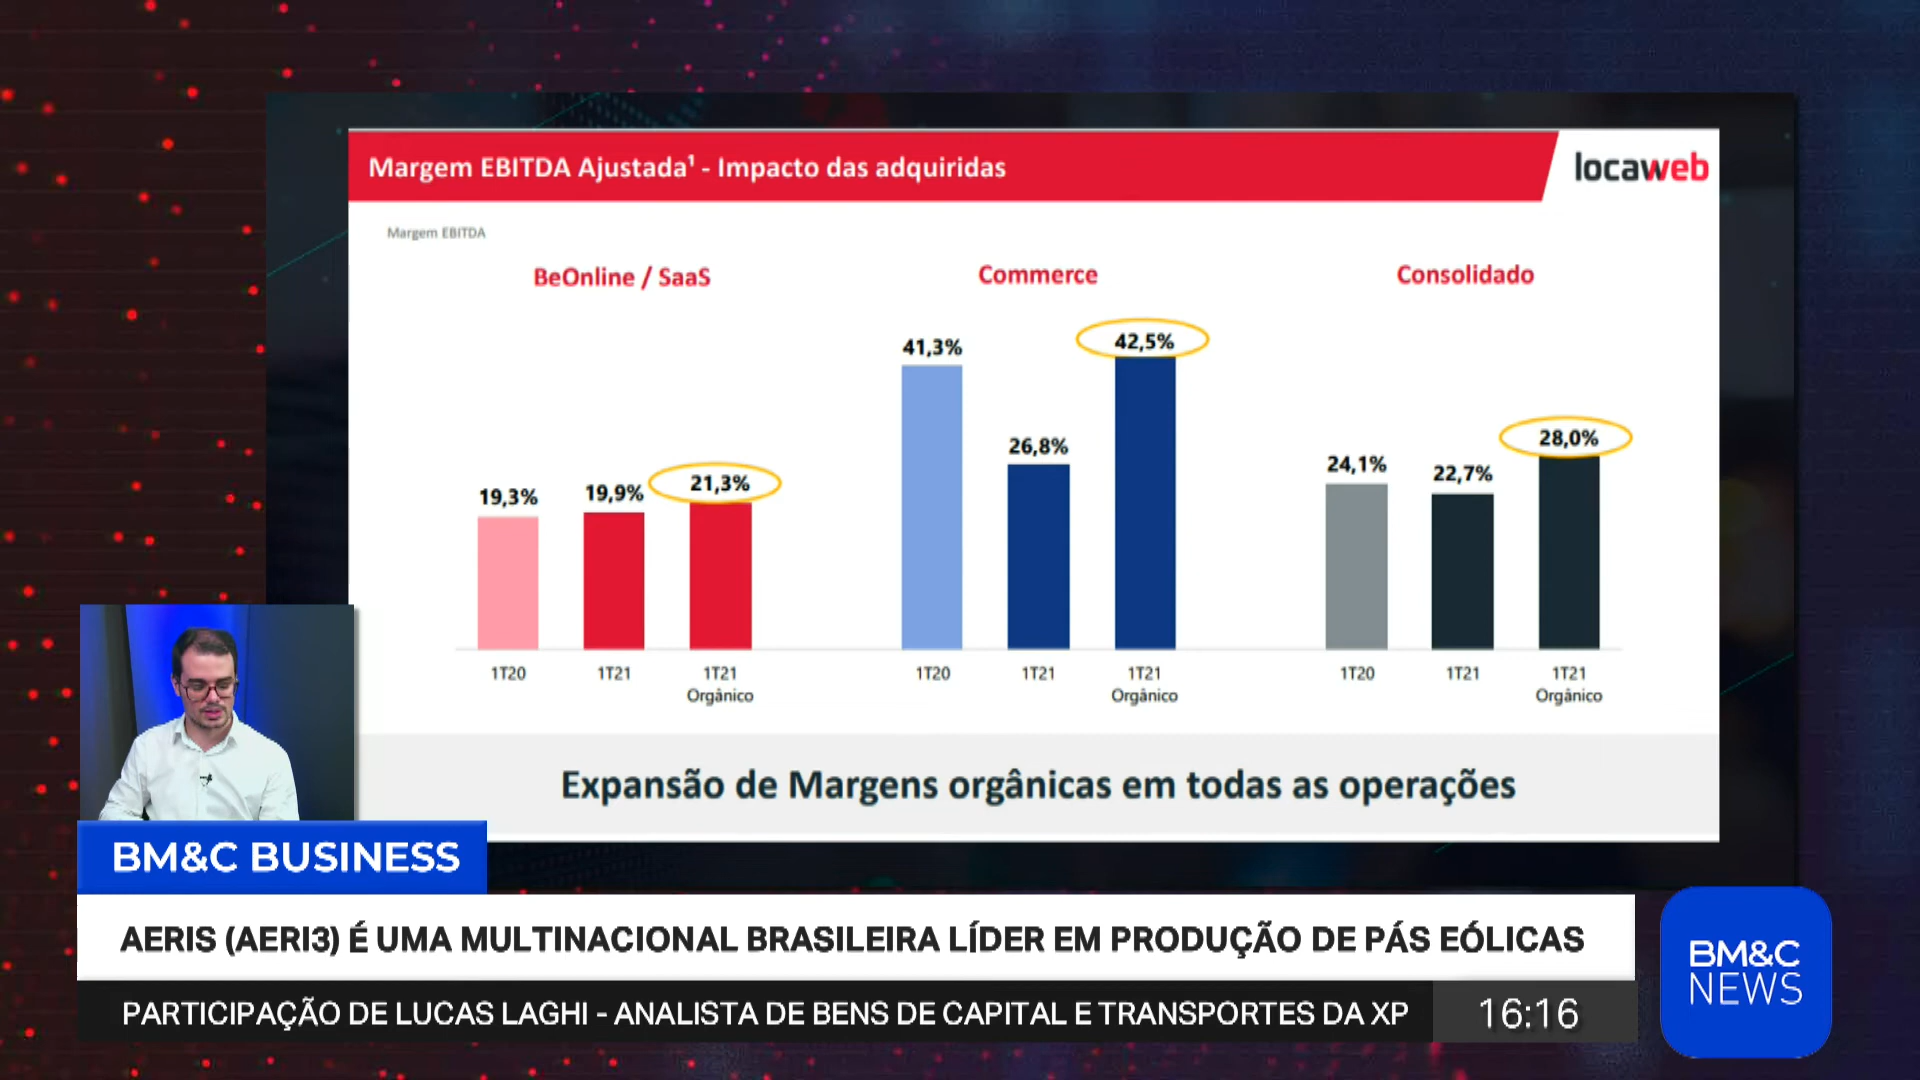 Margem EBITDA Ajustada¹ - Impacto das adquiridas
locaweb
Margem EBITDA
BeOnline / SaaS
19,3%
19,9%
21,3%
1T20
1T21
1T21
Orgânico
Commerce
41,3%
26,8%
42,5%
1T20
1T21
1T21
Orgânico
Consolidado
24,1%
22,7%
28,0%
1T20
1T21
1T21
Orgânico
Expansão de Margens orgânicas em todas as operações
BM&C BUSINESS
AERIS (AERI3) É UMA MULTINACIONAL BRASILEIRA LÍDER EM PRODUÇÃO DE PÁS EÓLICAS
PARTICIPAÇÃO DE LUCAS LAGHI - ANALISTA DE BENS DE CAPITAL E TRANSPORTES DA XP
16:16
BM&C
NEWS